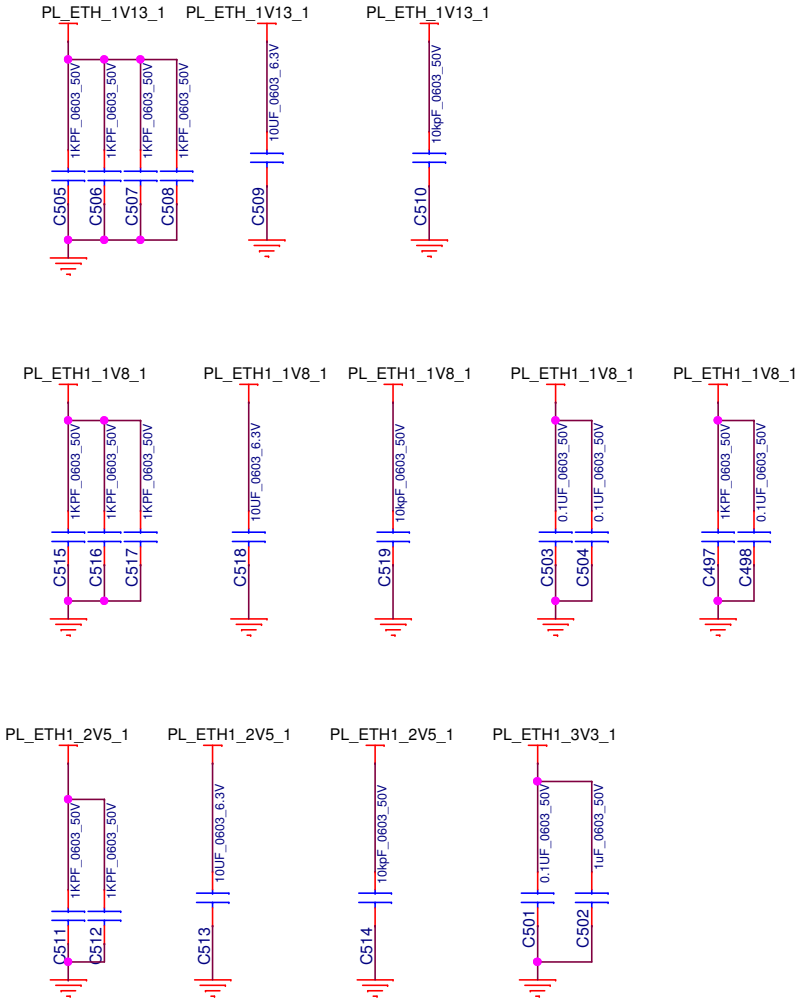 PL_ETH_1V13_1
PL_ETH_1V13_1
PL_ETH_1V13_1
1KPF_0603_50V
1KPF_0603_50V
1KPF_0603_50V
1KPF_0603_50V
10UF_0603_6.3V
10kpF_0603_50V
C505
C506
C507
C508
C509
C510
PL_ETH1_1V8_1
PL_ETH1_1V8_1
PL_ETH1_1V8_1
PL_ETH1_1V8_1
PL_ETH1_1V8_1
1KPF_0603_50V
1KPF_0603_50V
1KPF_0603_50V
10UF_0603_6.3V
10kpF_0603_50V
0.1UF_0603_50V
0.1UF_0603_50V
1KPF_0603_50V
0.1UF_0603_50V
C515
C516
C517
C518
C519
C503
C504
C497
C498
PL_ETH1_2V5_1
PL_ETH1_2V5_1
PL_ETH1_2V5_1
PL_ETH1_3V3_1
1KPF_0603_50V
1KPF_0603_50V
10UF_0603_6.3V
10kpF_0603_50V
0.1UF_0603_50V
1uF_0603_50V
C511
C512
C513
C514
C501
C502